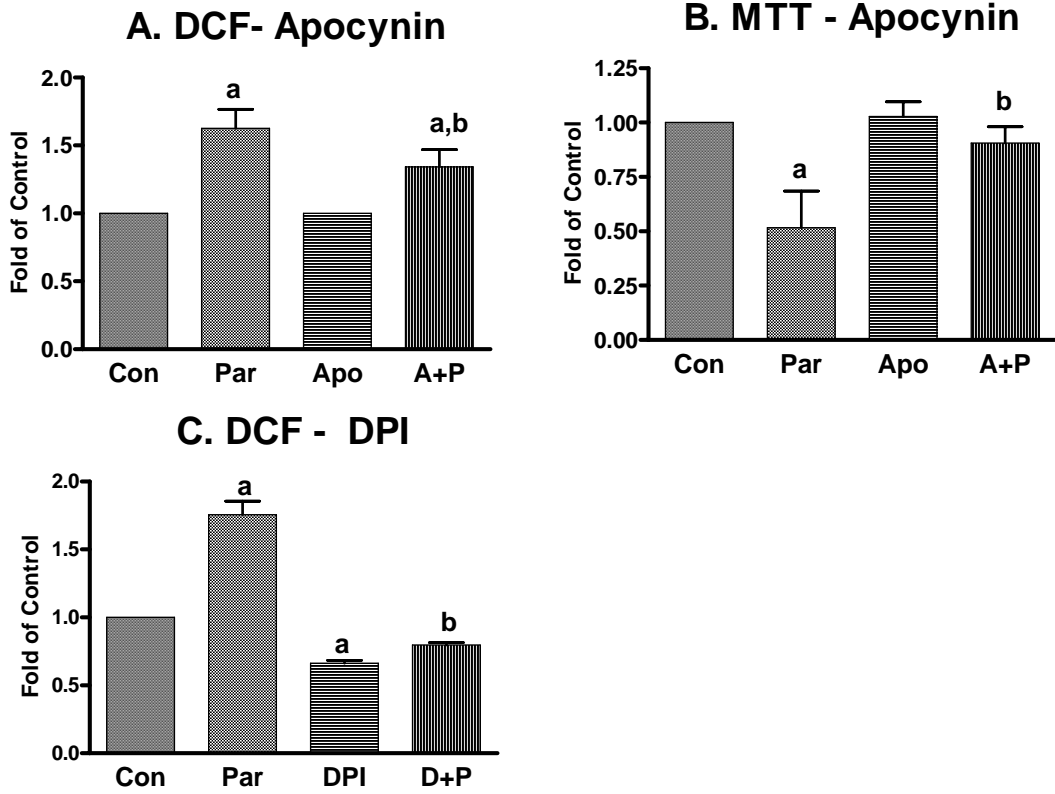 A. DCF- Apocynin
Fold of Control
2.0
1.5
1.0
0.5
0.0
a
a,b
Con Par Apo A+P
B. MTT - Apocynin
Fold of Control
1.25
1.00
0.75
0.50
0.25
0.00
a
b
Con Par Apo A+P
C. DCF - DPI
Fold of Control
2.0
1.5
1.0
0.5
0.0
a
a
b
Con Par DPI D+P